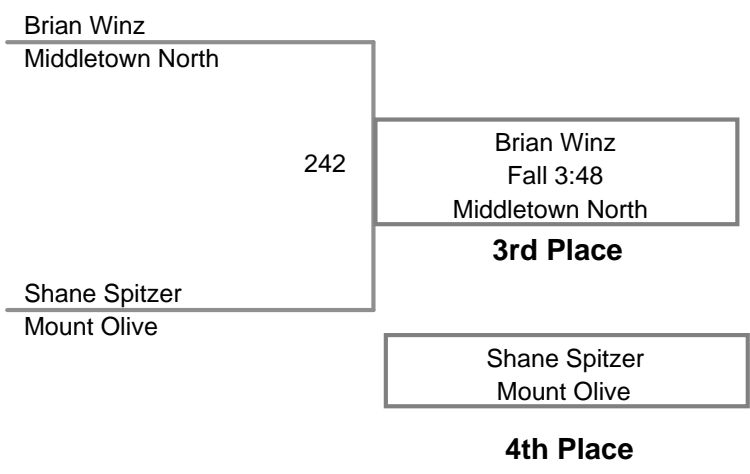 Brian Winz
Middletown North
242
Brian Winz
Fall 3:48
Middletown North
3rd Place
Shane Spitzer
Mount Olive
Shane Spitzer
Mount Olive
4th Place